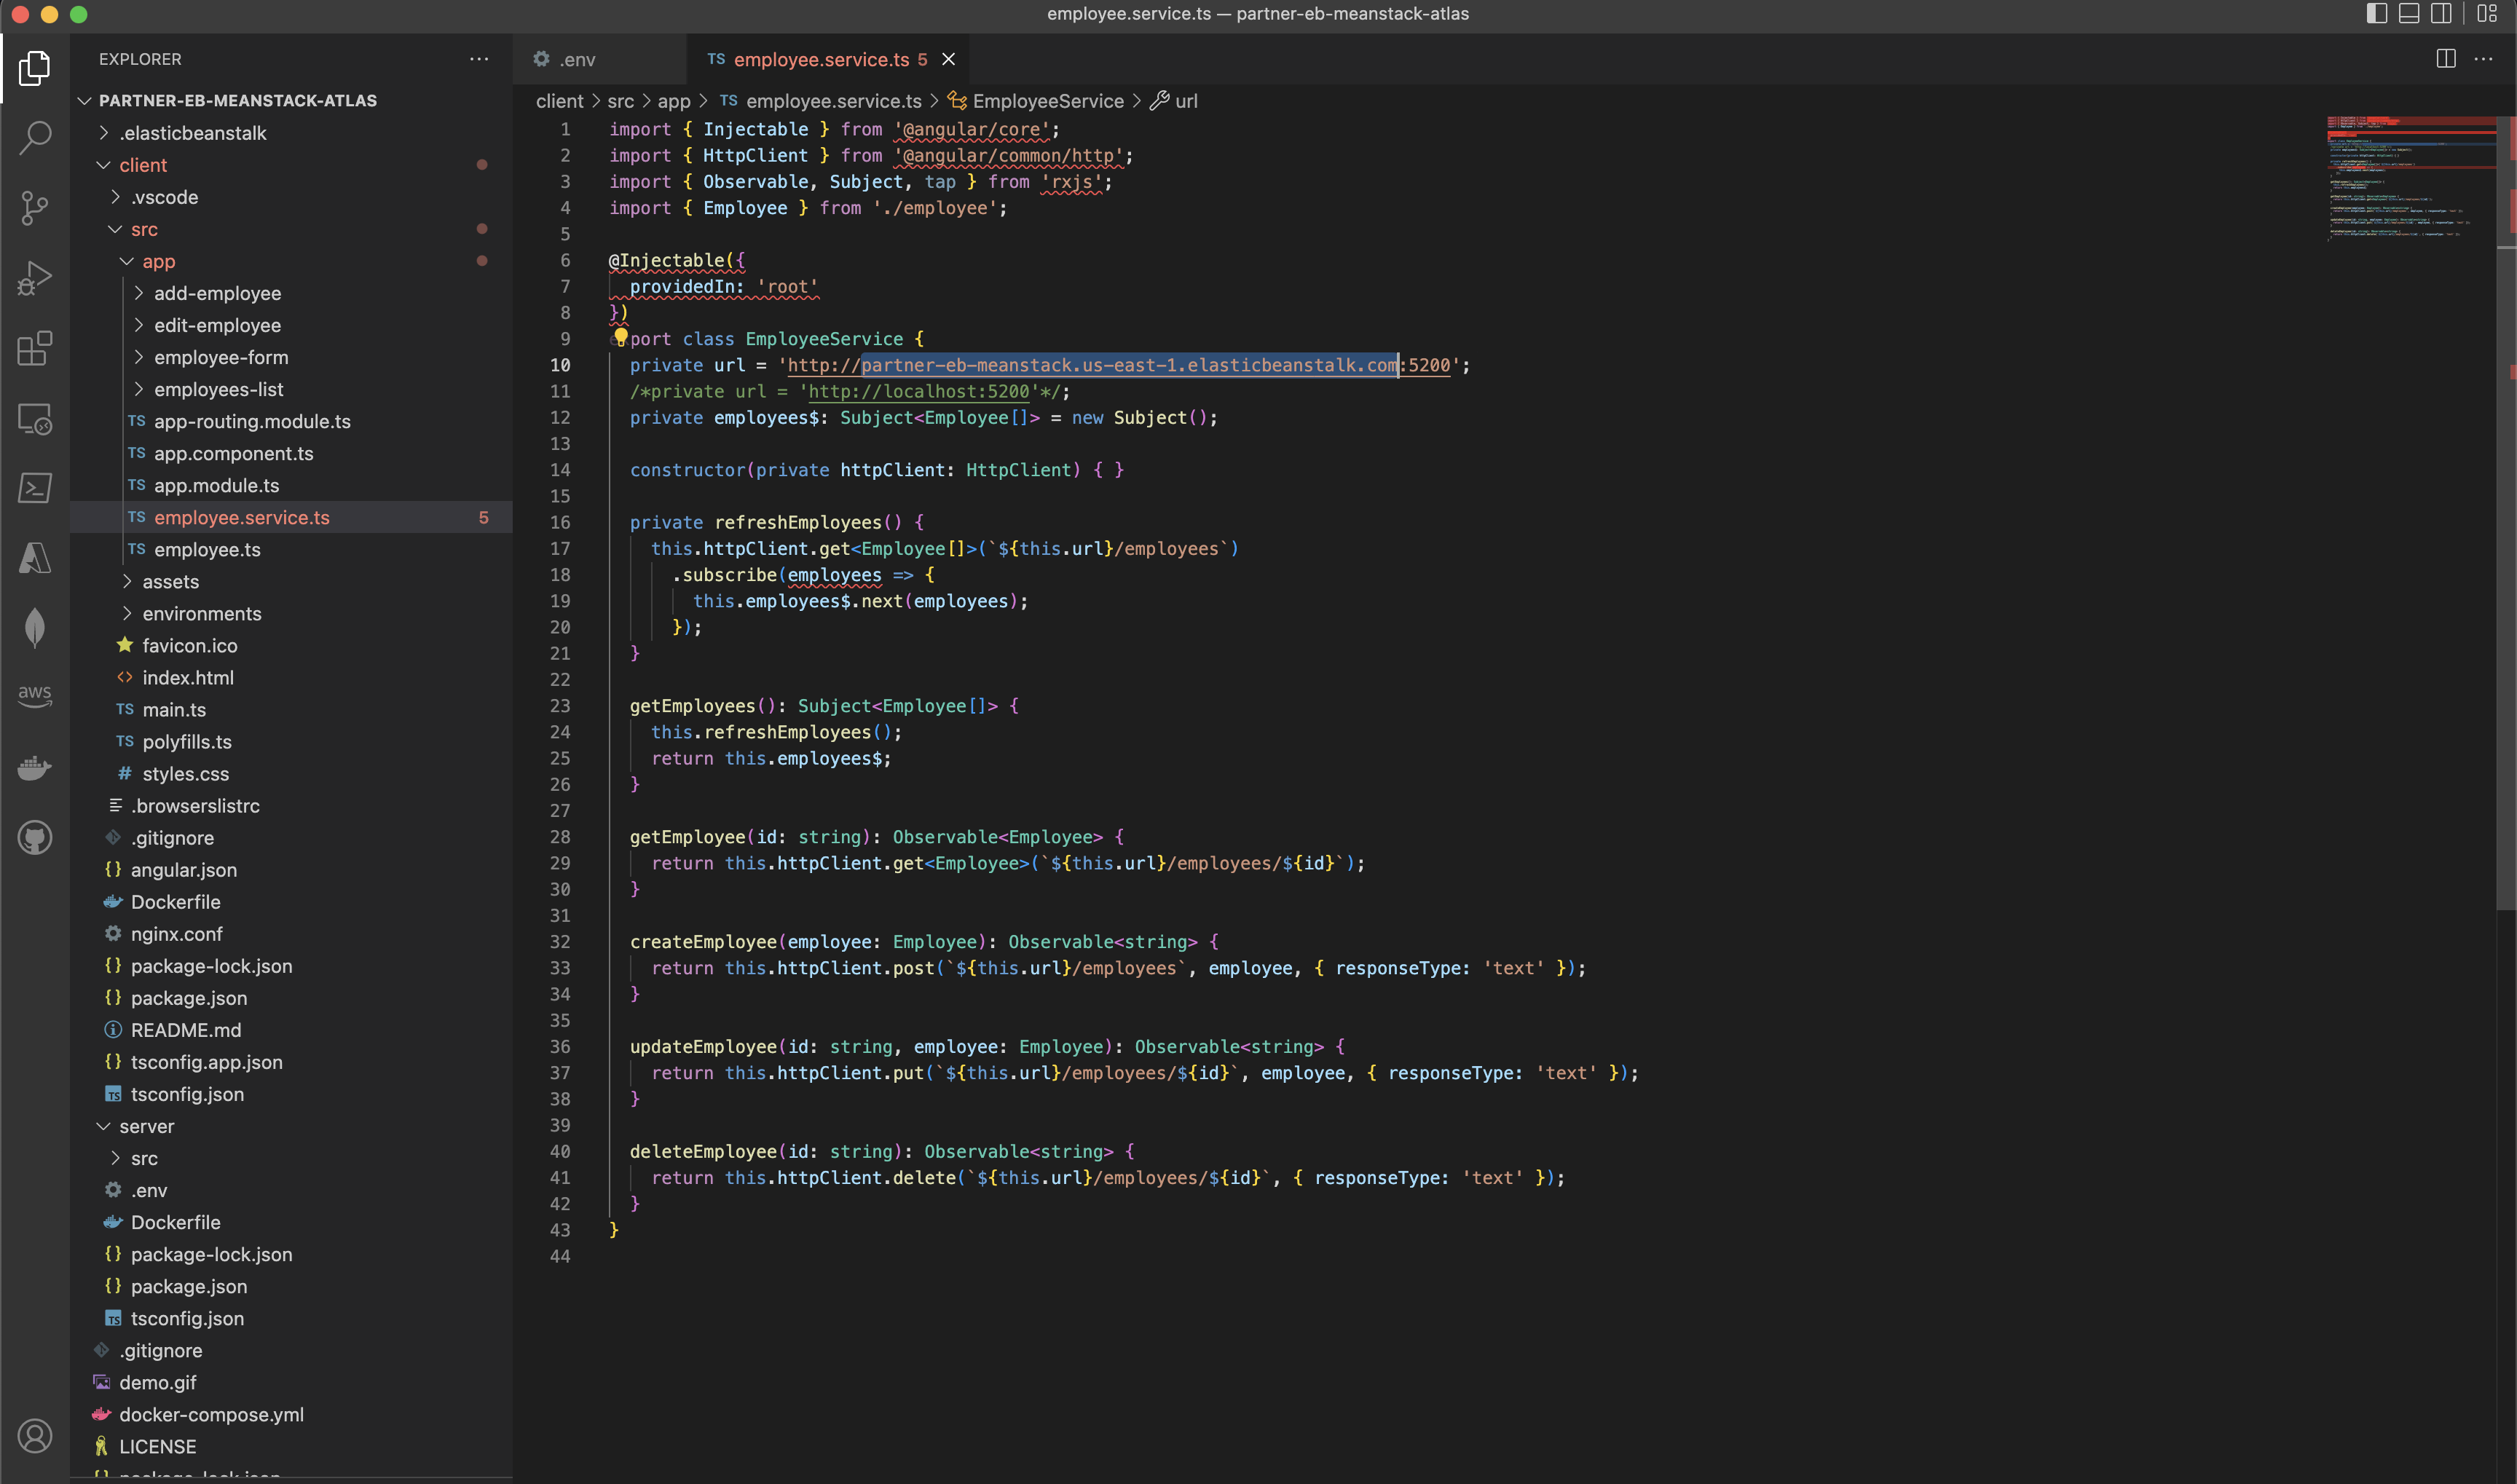 employee.service.ts — partner-eb-meanstack-atlas
EXPLORER
PARTNER-EB-MEANSTACK-ATLAS
.elasticbeanstalk
client
.vscode
src
app
add-employee
edit-employee
employee-form
employees-list
TS app-routing.module.ts
TS app.component.ts
TS app.module.ts
TS employee.service.ts 5
TS employee.ts
assets
environments
favicon.ico
<> index.html
TS main.ts
TS polyfills.ts
# styles.css
.browserslistrc
.gitignore
{} angular.json
Dockerfile
nginx.conf
{} package-lock.json
{} package.json
README.md
{} tsconfig.app.json
TS tsconfig.json
server
src
.env
Dockerfile
{} package-lock.json
{} package.json
TS tsconfig.json
.gitignore
demo.gif
docker-compose.yml
LICENSE
{} package-lock.json
aws
.env
TS employee.service.ts 5
client > src > app > TS employee.service.ts > EmployeeService > url
1 import { Injectable } from '@angular/core';
2 import { HttpClient } from '@angular/common/http';
3 import { Observable, Subject, tap } from 'rxjs';
4 import { Employee } from './employee';
5
6 @Injectable({
7 providedIn: 'root'
8 })
9 export class EmployeeService {
10 private url = 'http://partner-eb-meanstack.us-east-1.elasticbeanstalk.com:5200';
11 /*private url = 'http://localhost:5200'*/;
12 private employees$: Subject<Employee[]> = new Subject();
13
14 constructor(private httpClient: HttpClient) { }
15
16 private refreshEmployees() {
17 this.httpClient.get<Employee[]>(`${this.url}/employees`)
18 .subscribe(employees => {
19 this.employees$.next(employees);
20 });
21 }
22
23 getEmployees(): Subject<Employee[]> {
24 this.refreshEmployees();
25 return this.employees$;
26 }
27
28 getEmployee(id: string): Observable<Employee> {
29 return this.httpClient.get<Employee>(`${this.url}/employees/${id}`);
30 }
31
32 createEmployee(employee: Employee): Observable<string> {
33 return this.httpClient.post(`${this.url}/employees`, employee, { responseType: 'text' });
34 }
35
36 updateEmployee(id: string, employee: Employee): Observable<string> {
37 return this.httpClient.put(`${this.url}/employees/${id}`, employee, { responseType: 'text' });
38 }
39
40 deleteEmployee(id: string): Observable<string> {
41 return this.httpClient.delete(`${this.url}/employees/${id}`, { responseType: 'text' });
42 }
43 }
44